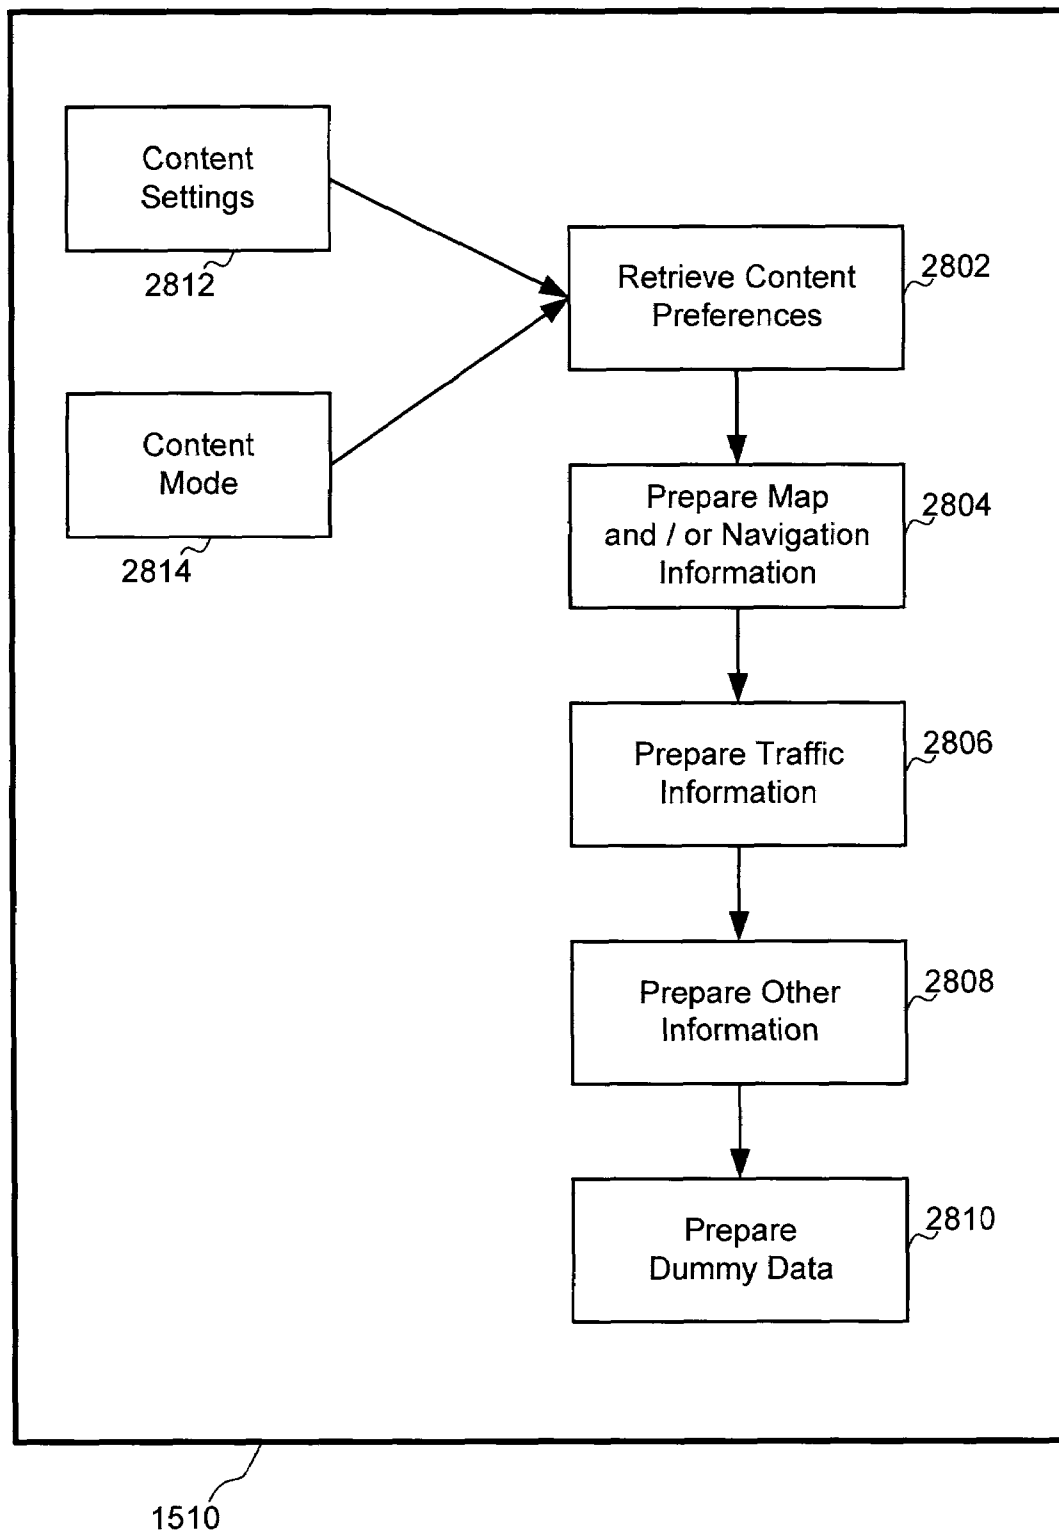 Content
Settings
2812
Content
Mode
2814
Retrieve Content
Preferences
2802
Prepare Map
and / or Navigation
Information
2804
Prepare Traffic
Information
2806
Prepare Other
Information
2808
Prepare
Dummy Data
2810
1510